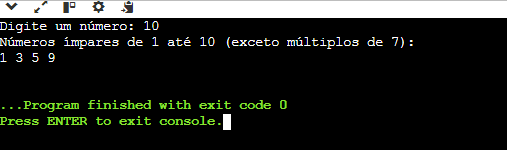 Digite um número: 10
Números ímpares de 1 até 10 (exceto múltiplos de 7):
1 3 5 9
...Program finished with exit code 0
Press ENTER to exit console.